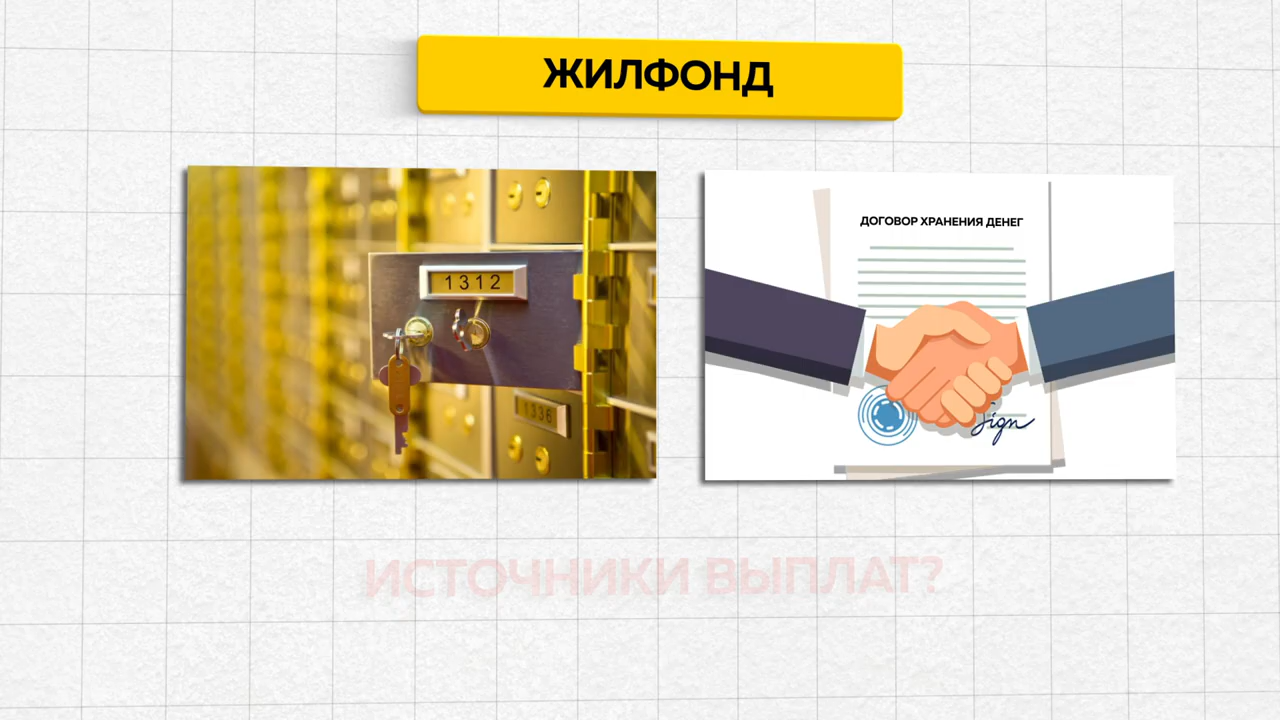 ЖИЛФОНД
1312
1336
ДОГОВОР ХРАНЕНИЯ ДЕНЕГ
Sign
ИСТОЧНИКИ ВЫПЛАТ?